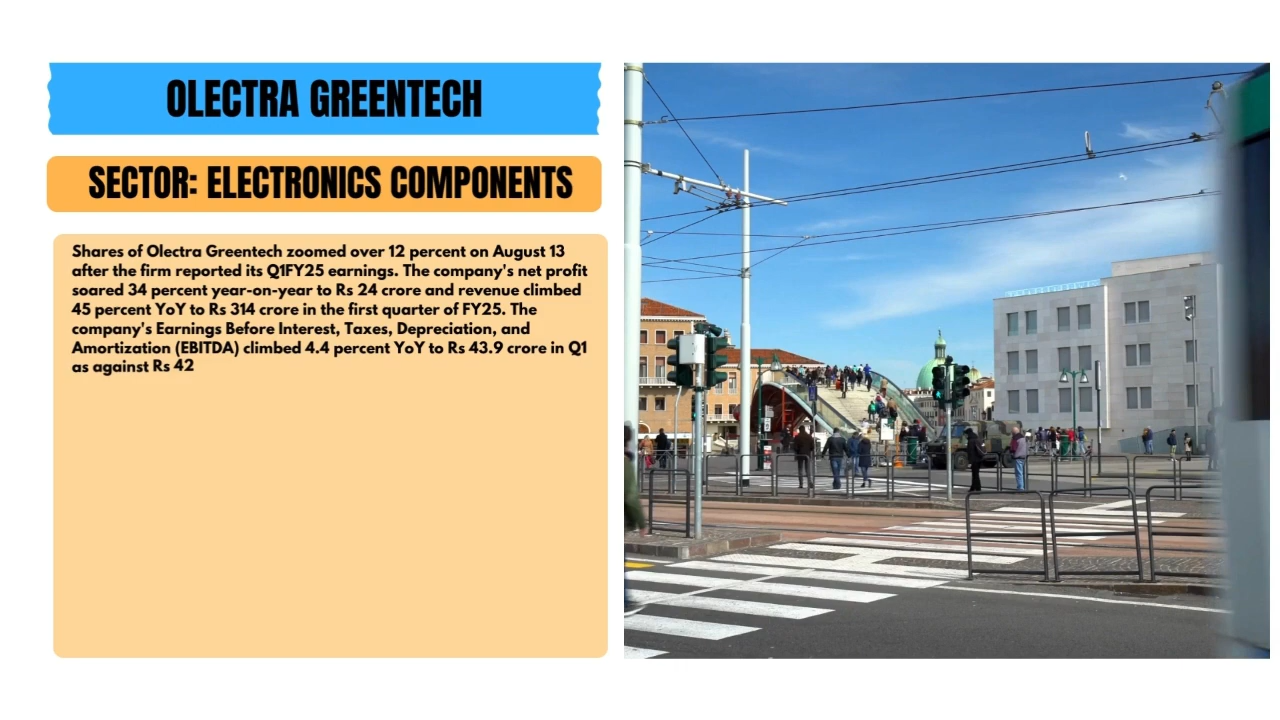 OLECTRA GREENTECH
SECTOR: ELECTRONICS COMPONENTS
Shares of Olectra Greentech zoomed over 12 percent on August 13
after the firm reported its Q1FY25 earnings. The company's net profit
soared 34 percent year-on-year to Rs 24 crore and revenue climbed
45 percent YoY to Rs 314 crore in the first quarter of FY25. The
company's Earnings Before Interest, Taxes, Depreciation, and
Amortization (EBITDA) climbed 4.4 percent YoY to Rs 43.9 crore in Q1
as against Rs 42